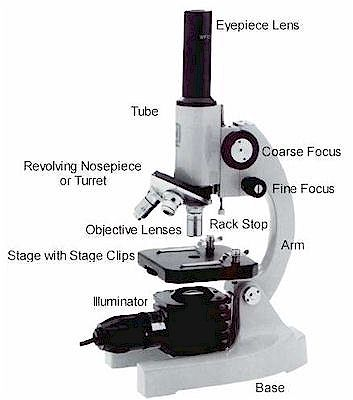 Eyepiece Lens
Tube
Coarse Focus
Revolving Nosepiece
or Turret
Fine Focus
Rack Stop
Objective Lenses
Arm
Stage with Stage Clips
Illuminator
Base